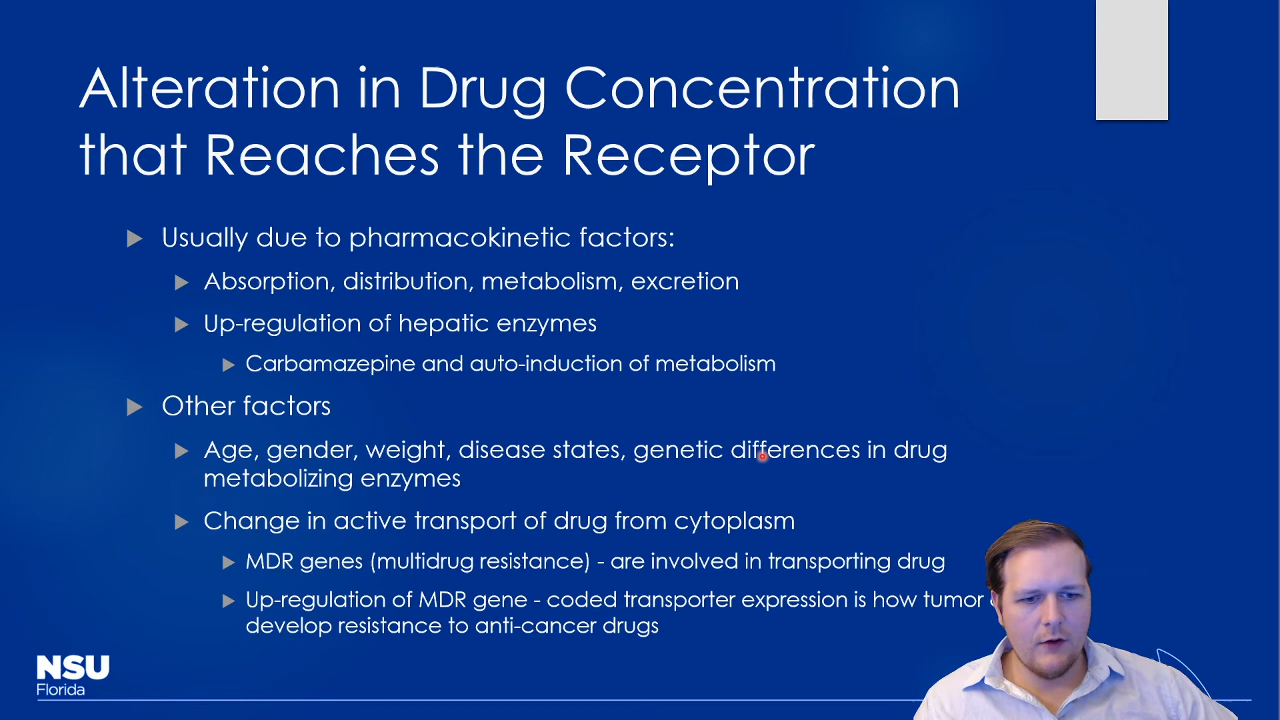 Alteration in Drug Concentration
that Reaches the Receptor
Usually due to pharmacokinetic factors:
Absorption, distribution, metabolism, excretion
Up-regulation of hepatic enzymes
Carbamazepine and auto-induction of metabolism
Other factors
Age, gender, weight, disease states, genetic differences in drug
metabolizing enzymes
Change in active transport of drug from cytoplasm
MDR genes (multidrug resistance) - are involved in transporting drug
Up-regulation of MDR gene - coded transporter expression is how tumor
develop resistance to anti-cancer drugs
NSU
Florida